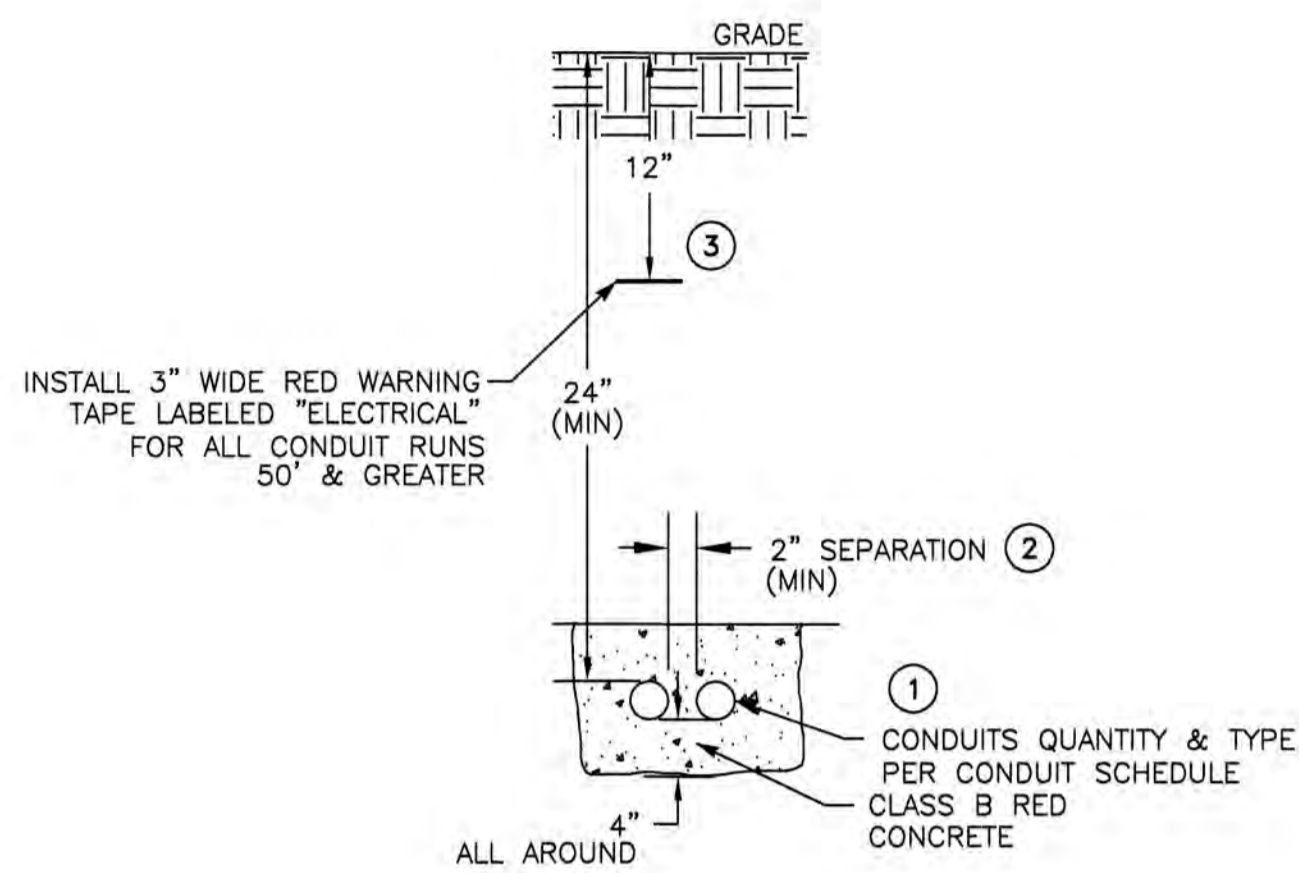 GRADE
12"
3
INSTALL 3" WIDE RED WARNING
TAPE LABELED "ELECTRICAL"
FOR ALL CONDUIT RUNS
50' & GREATER
24"
(MIN)
2" SEPARATION 2
(MIN)
1
CONDUITS QUANTITY & TYPE
PER CONDUIT SCHEDULE
CLASS B RED
CONCRETE
4"
ALL AROUND